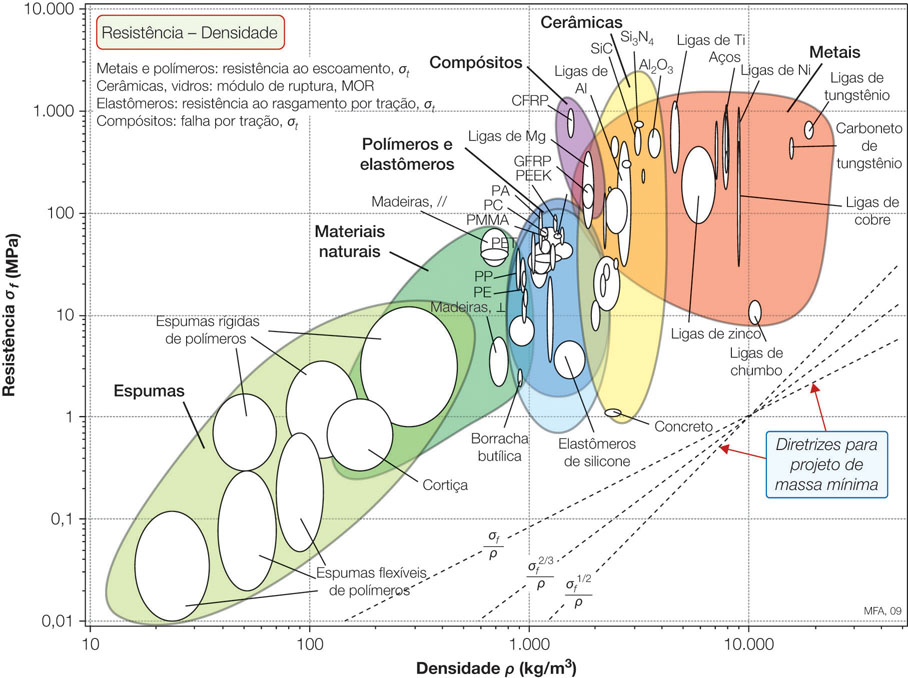 10.000
1.000
100
10
1
0,1
0,01
Resistência σf (MPa)
Resistência – Densidade
Metais e polímeros: resistência ao escoamento, σt
Cerâmicas, vidros: módulo de ruptura, MOR
Elastômeros: resistência ao rasgamento por tração, σt
Compósitos: falha por tração, σt
Cerâmicas
Si3N4
SiC
Al2O3
Ligas de Ti
Aços
Metais
Ligas de Ni
Compósitos
Ligas de
Al
CFRP
Ligas de
tungstênio
Carboneto
de
tungstênio
Ligas de Mg
Polímeros e
elastômeros
GFRP
PEEK
PA
PC
PMMA
PET
Madeiras, //
Ligas de
cobre
Materiais
naturais
PP
PE
Madeiras, ⊥
Espumas rígidas
de polímeros
Espumas
Ligas de zinco
Ligas de
chumbo
Borracha
butílica
Elastômeros
de silicone
Concreto
Cortiça
Diretrizes para
projeto de
massa mínima
Espumas flexíveis
de polímeros
σf
ρ
σf2/3
ρ
σf1/2
ρ
MFA, 09
10
100
1.000
10.000
Densidade ρ (kg/m3)